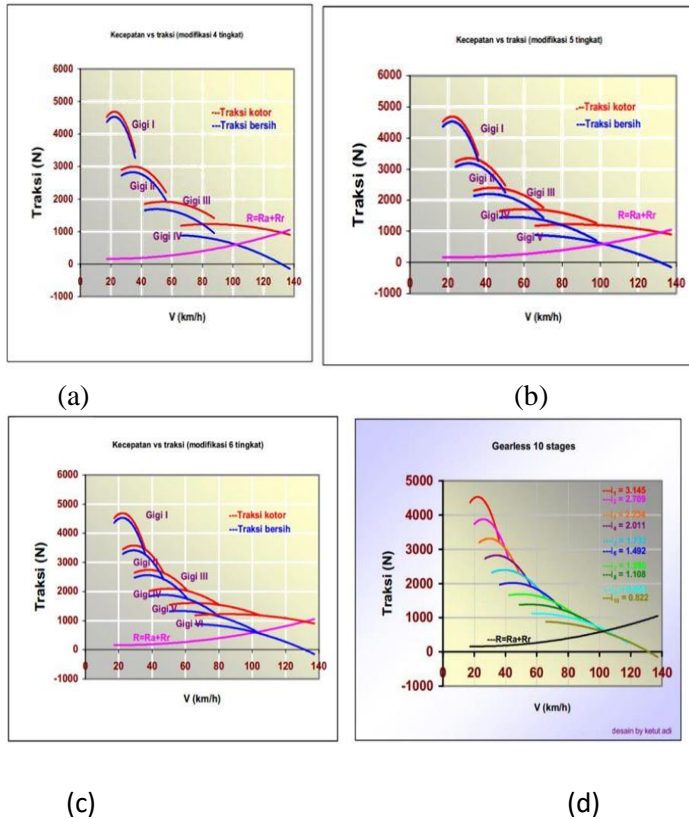 Kecepatan vs traksi (modifikasi 4 tingkat)
6000
5000
4000
3000
2000
1000
0
-1000
Traksi (N)
---Traksi kotor
---Traksi bersih
Gigi I
Gigi II
Gigi III
Gigi IV
R=Ra+Rr
0 20 40 60 80 100 120 140
V (km/h)
(a)
Kecepatan vs traksi (modifikasi 5 tingkat)
6000
5000
4000
3000
2000
1000
0
-1000
Traksi (N)
---Traksi kotor
---Traksi bersih
Gigi I
Gigi II
Gigi III
Gigi IV
Gigi V
R=Ra+Rr
0 20 40 60 80 100 120 140
V (km/h)
(b)
Kecepatan vs traksi (modifikasi 6 tingkat)
6000
5000
4000
3000
2000
1000
0
-1000
Traksi (N)
---Traksi kotor
---Traksi bersih
Gigi I
Gigi II
Gigi III
Gigi IV
Gigi V
Gigi VI
R=Ra+Rr
0 20 40 60 80 100 120 140
V (km/h)
(c)
Gearless 10 stages
5000
4000
3000
2000
1000
0
-1000
Traksi (N)
---i₁ = 3.145
---i₂ = 2.709
---i₄ = 2.011
---i₆ = 1.492
---i₈ = 1.108
---i₁₀ = 0.822
---R=Ra+Rr
0 20 40 60 80 100 120 140
V (km/h)
desain by ketut adi
(d)